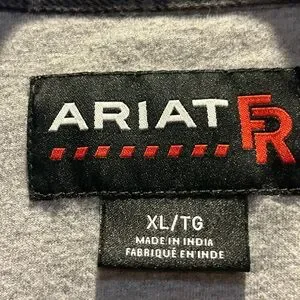 ARIAT FR
XL/TG
MADE IN INDIA
FABRIQUÉ EN INDE